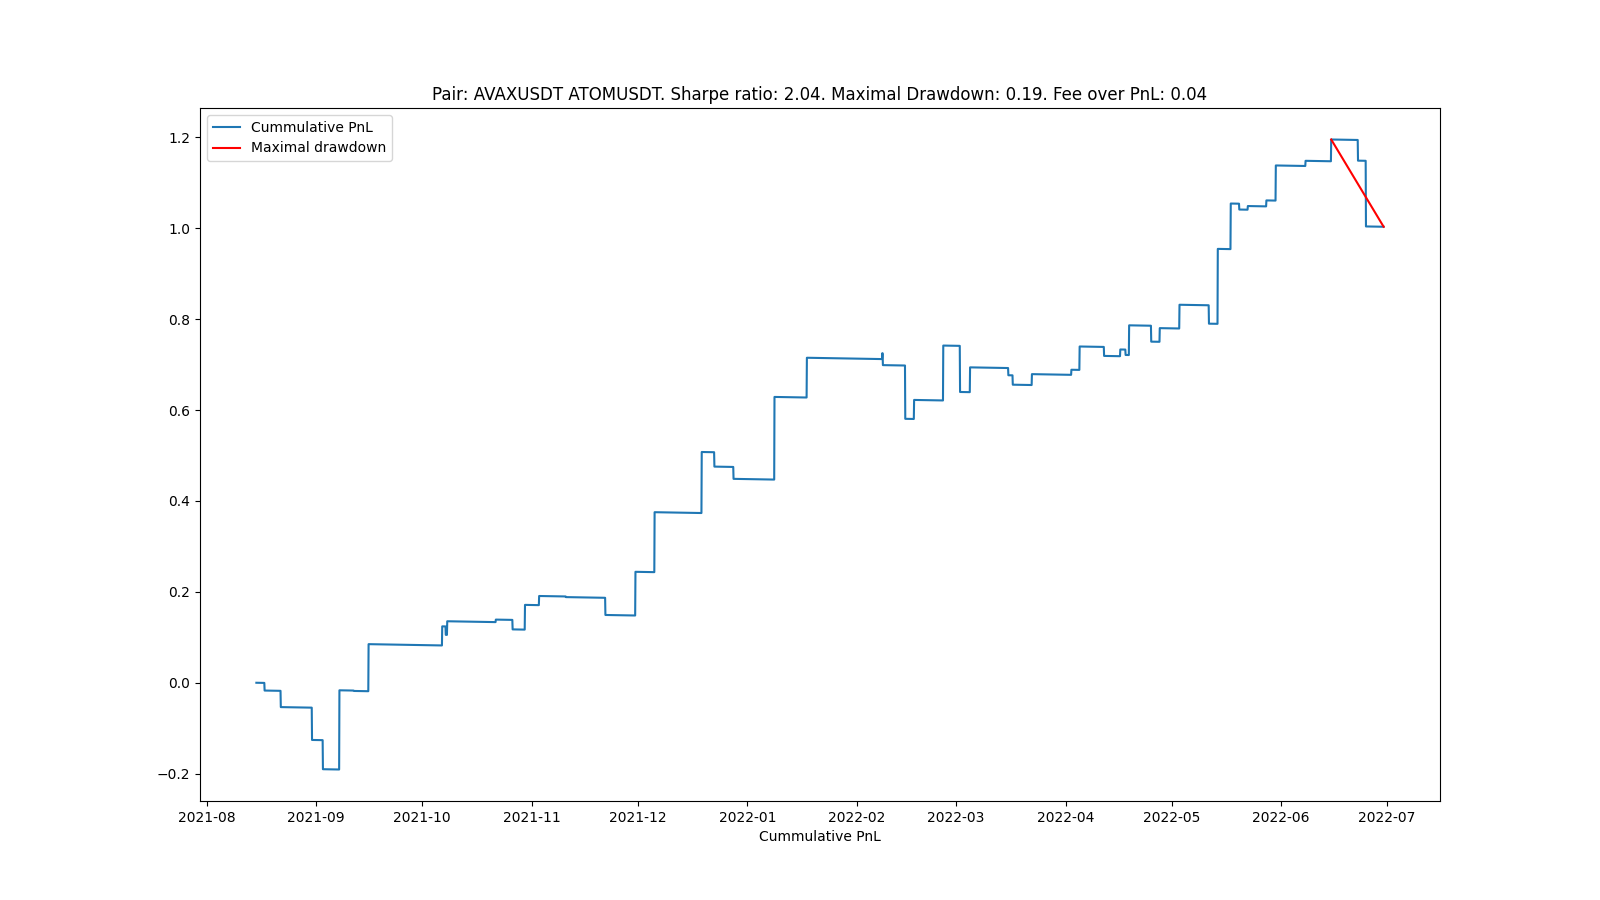 Pair: AVAXUSDT ATOMUSDT. Sharpe ratio: 2.04. Maximal Drawdown: 0.19. Fee over PnL: 0.04
Cummulative PnL
Maximal drawdown
1.2
1.0
0.8
0.6
0.4
0.2
0.0
−0.2
2021-08 2021-09 2021-10 2021-11 2021-12 2022-01 2022-02 2022-03 2022-04 2022-05 2022-06 2022-07
Cummulative PnL